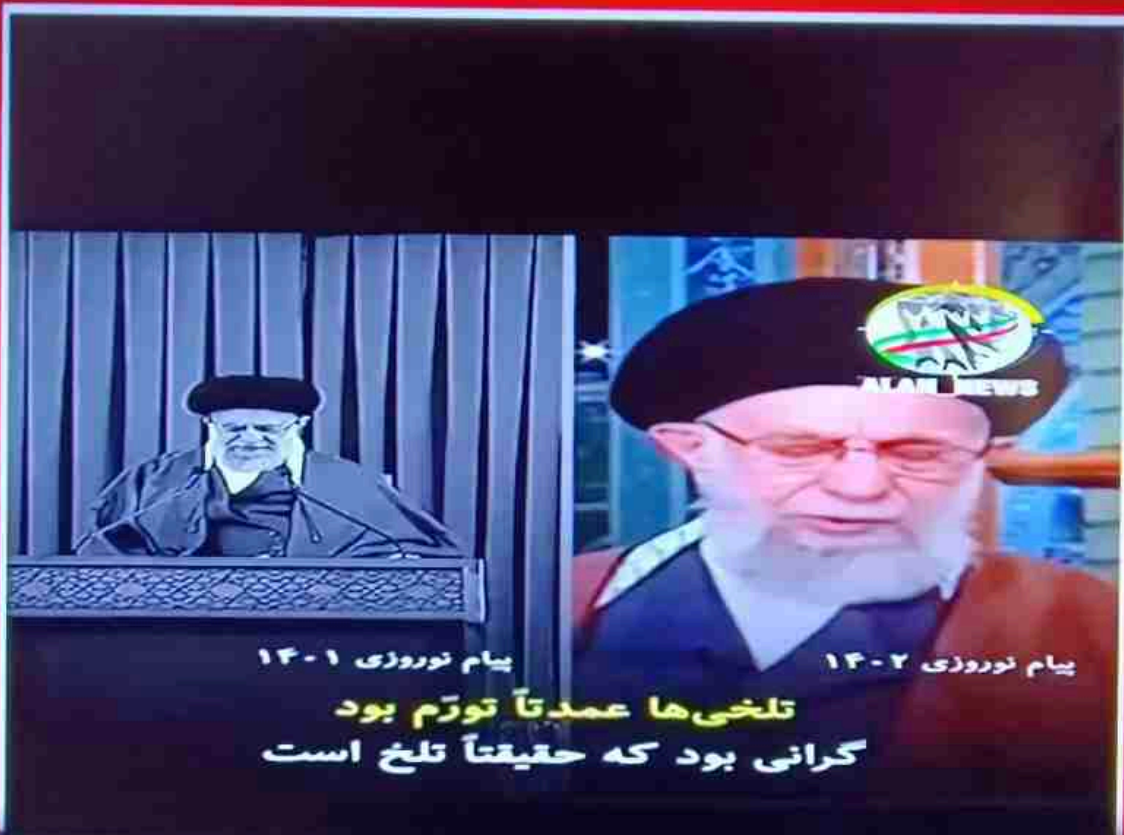 ALAN NEWS
پیام نوروزی ۱۴۰۲
پیام نوروزی ۱۴۰۱
تلخی‌ها عمدتاً تورّم بود
گرانی بود که حقیقتاً تلخ است